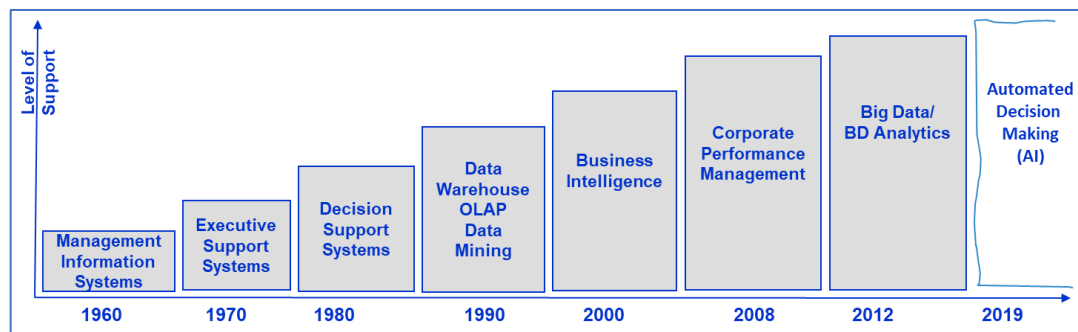 Level of
Support
Management
Information
Systems
Executive
Support
Systems
Decision
Support
Systems
Data
Warehouse
OLAP
Data
Mining
Business
Intelligence
Corporate
Performance
Management
Big Data/
BD Analytics
Automated
Decision
Making
(AI)
1960
1970
1980
1990
2000
2008
2012
2019